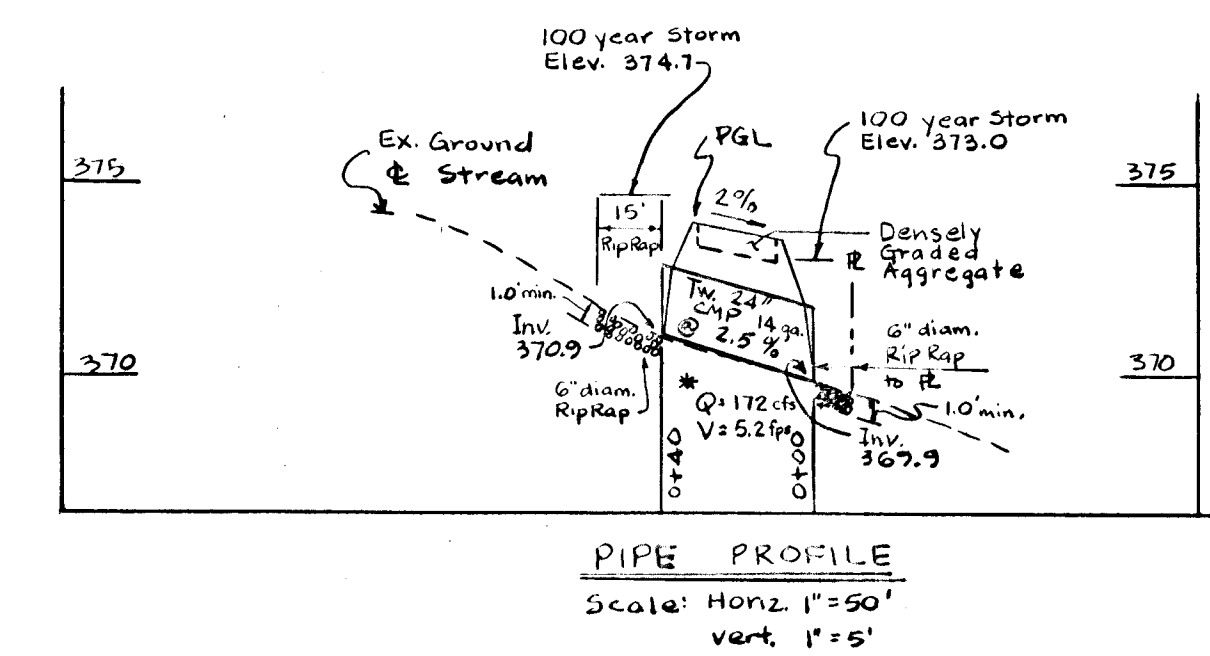 100 year Storm
Elev. 374.7
Ex. Ground
℄ Stream
PGL
100 year Storm
Elev. 373.0
375
375
15'
RipRap
2%
Densely
Graded
Aggregate
℄
1.0' min.
Inv.
370.9
Tw. 24"
CMP 14 ga.
@ 2.5%
6" diam.
Rip Rap
to ℄
370
370
6" diam.
RipRap
*
Q = 172 cfs
V = 5.2 fps
1.0' min.
Inv.
369.9
0+40
0+00
PIPE PROFILE
Scale: Horiz. 1" = 50'
vert. 1" = 5'